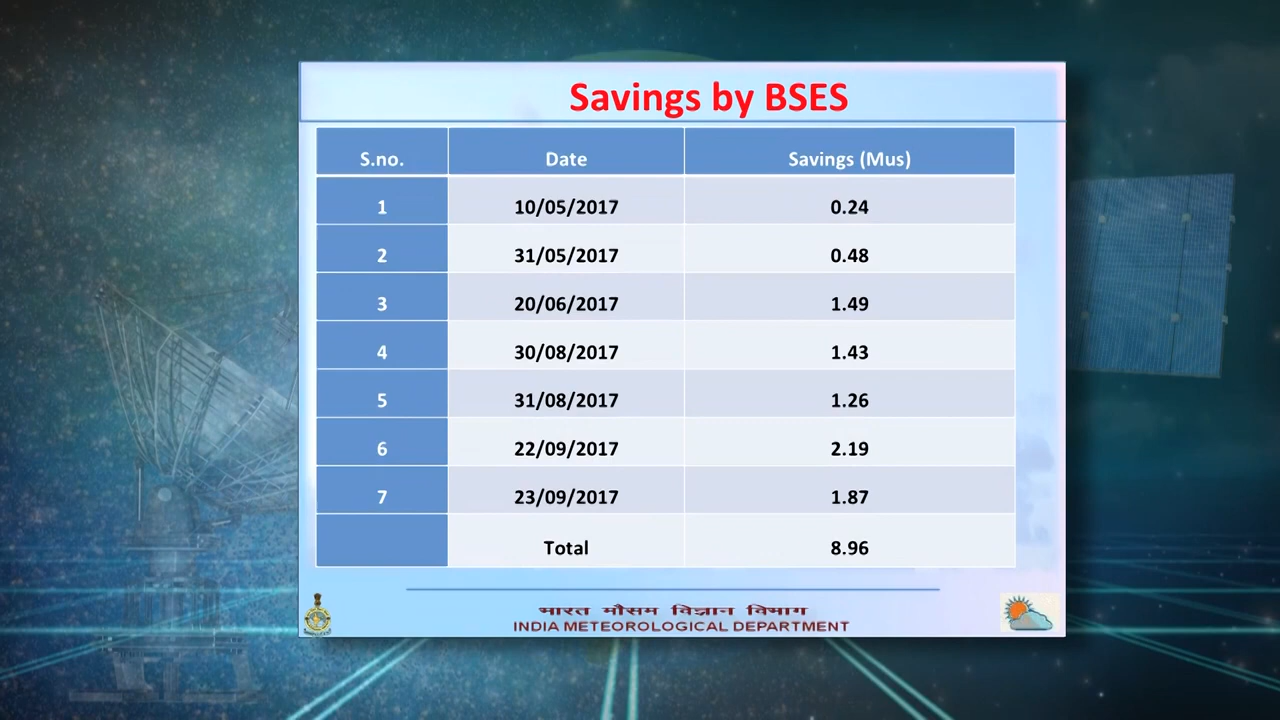 Savings by BSES
S.no. Date Savings (Mus)
1 10/05/2017 0.24
2 31/05/2017 0.48
3 20/06/2017 1.49
4 30/08/2017 1.43
5 31/08/2017 1.26
6 22/09/2017 2.19
7 23/09/2017 1.87
Total 8.96
भारत मौसम विज्ञान विभाग
INDIA METEOROLOGICAL DEPARTMENT